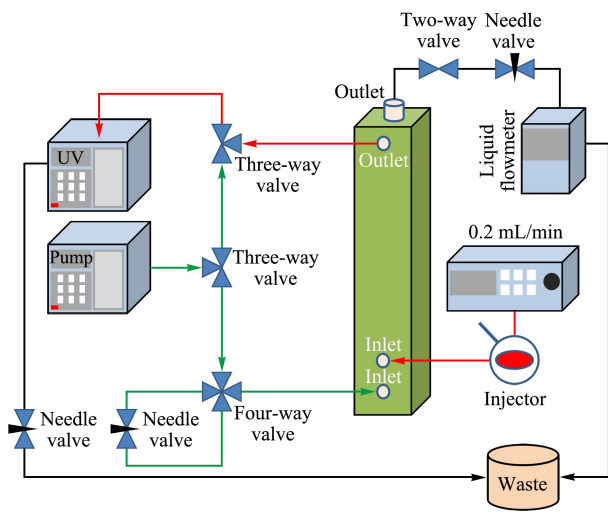 Two-way
valve
Needle
valve
Outlet
UV
Three-way
valve
Outlet
Liquid
flowmeter
Pump
Three-way
valve
0.2 mL/min
Inlet
Inlet
Injector
Needle
valve
Needle
valve
Four-way
valve
Waste